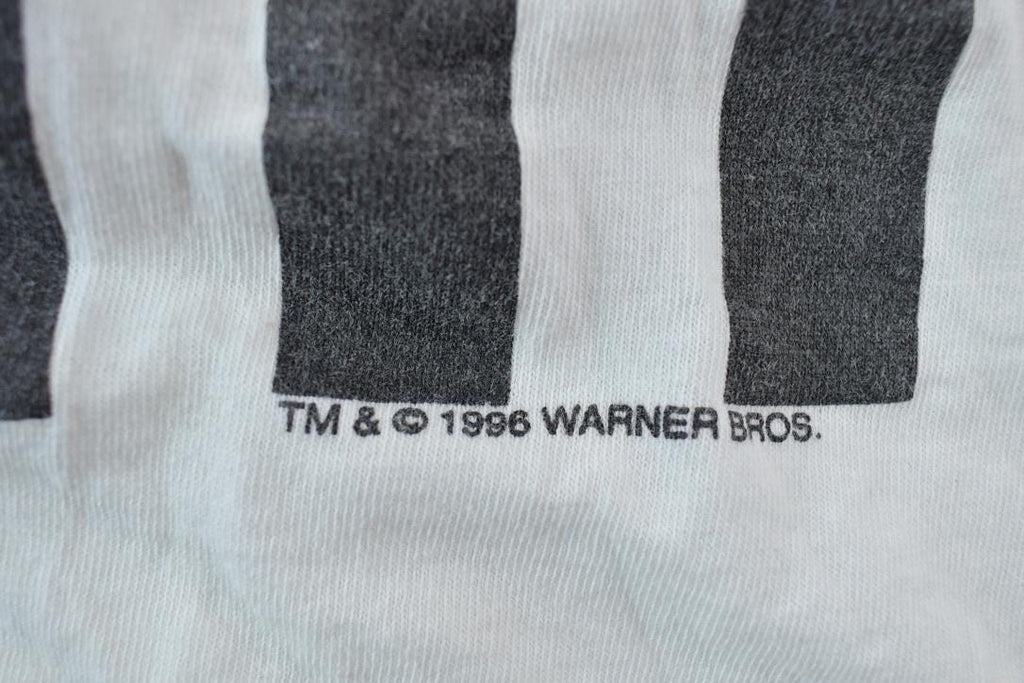 TM & © 1996 WARNER BROS.